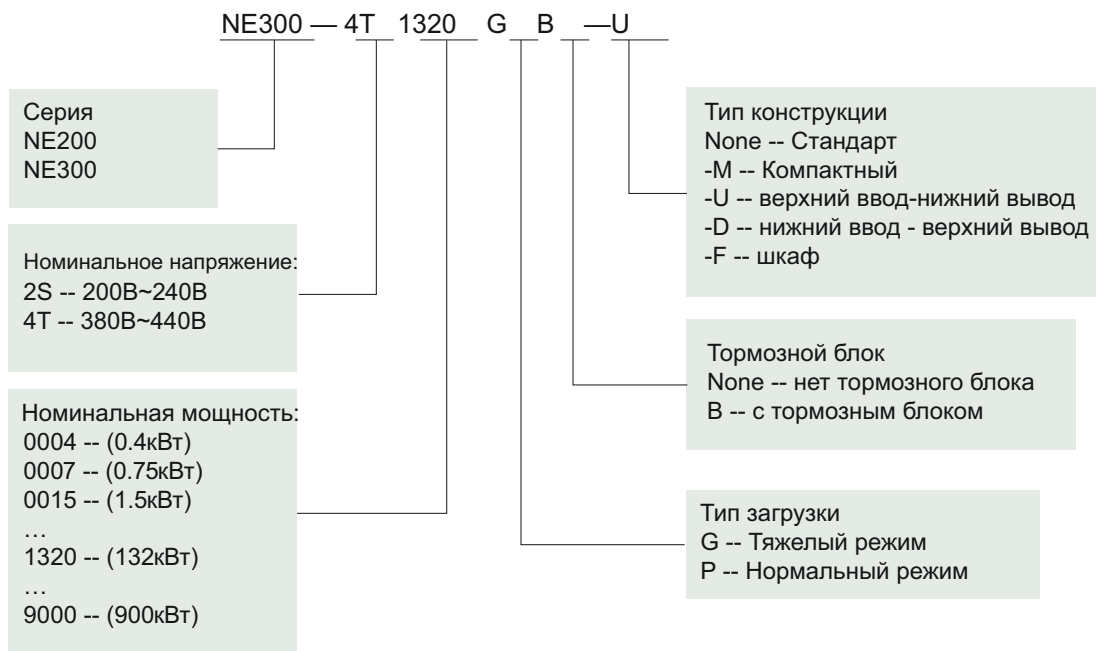 NE300 — 4T 1320 G B —U
Серия
NE200
NE300
Номинальное напряжение:
2S -- 200В~240В
4T -- 380В~440В
Номинальная мощность:
0004 -- (0.4кВт)
0007 -- (0.75кВт)
0015 -- (1.5кВт)
…
1320 -- (132кВт)
…
9000 -- (900кВт)
Тип конструкции
None -- Стандарт
-M -- Компактный
-U -- верхний ввод-нижний вывод
-D -- нижний ввод - верхний вывод
-F -- шкаф
Тормозной блок
None -- нет тормозного блока
B -- с тормозным блоком
Тип загрузки
G -- Тяжелый режим
P -- Нормальный режим